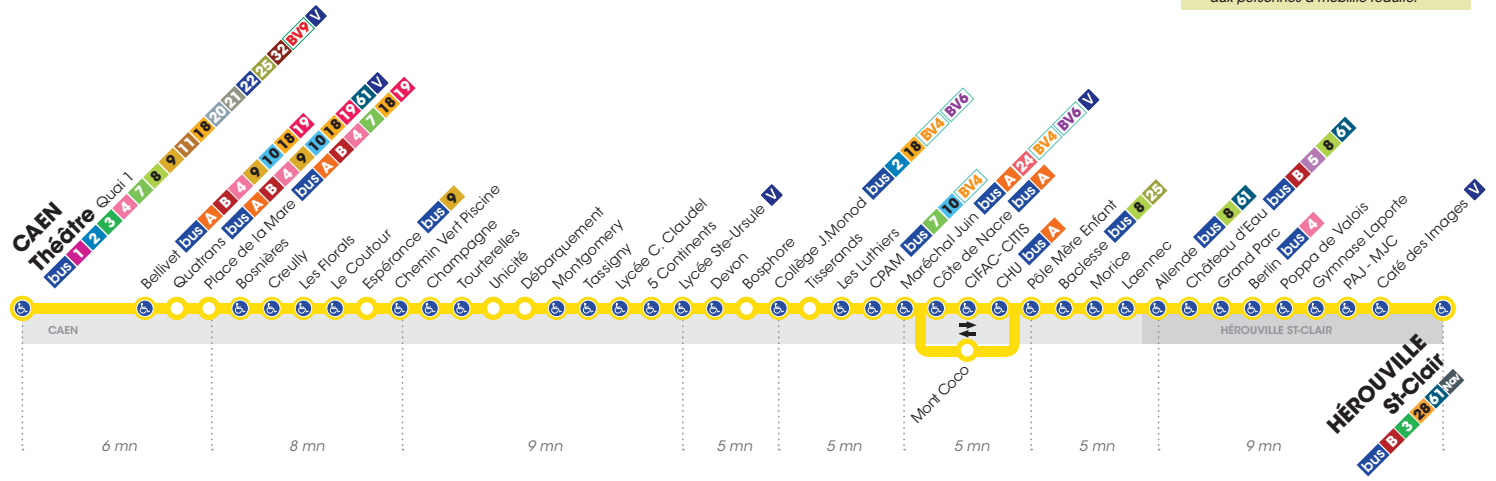 aux personnes à mobilité réduite.
CAEN
Théâtre Quai 1
bus 1 2 3 4 7 8 9 11 18 20 21 22 25 32 BV9 V
Bellivet bus A B 4 9 10 18 19
Quatrans bus A B 4 9 10 18 19 61 V
Place de la Mare bus A B 4 7 18 19
Bosnières
Creully
Les Florals
Le Coutour
Espérance bus 9
Chemin Vert Piscine
Champagne
Tourterelles
Unicité
Débarquement
Montgomery
Tassigny
Lycée C. Claudel
5 Continents
Lycée Ste-Ursule V
Devon
Bosphore
Collège J.Monod bus 2 18 BV4 BV6
Tisserands
Les Luthiers
CPAM bus 7 10 BV4
Maréchal Juin bus A 24 BV4 BV6 V
Côte de Nacre bus A
CIFAC-CITIS
CHU bus A
Pôle Mère Enfant
Baclesse bus 8 25
Morice
Laennec
Allende bus 8 61
Château d'Eau bus B 5 8 61
Grand Parc
Berlin bus 4
Poppa de Valois
Gymnase Laporte
PAJ - MJC
Café des Images V
CAEN
HÉROUVILLE ST-CLAIR
Mont Coco
HÉROUVILLE
St-Clair
bus B 3 28 61 Nav
6 mn
8 mn
9 mn
5 mn
5 mn
5 mn
5 mn
9 mn